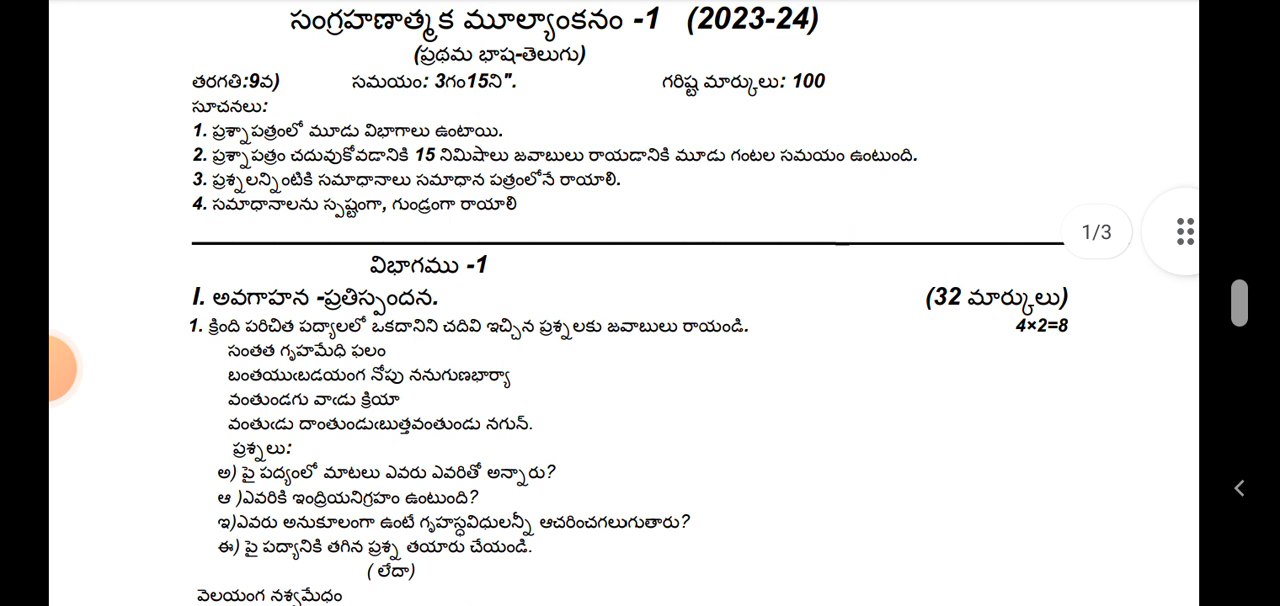 సంగ్రహణాత్మక మూల్యాంకనం -1 (2023-24)
(ప్రథమ భాష-తెలుగు)
తరగతి:9వ) సమయం: 3గం15ని". గరిష్ట మార్కులు: 100
సూచనలు:
1. ప్రశ్నాపత్రంలో మూడు విభాగాలు ఉంటాయి.
2. ప్రశ్నాపత్రం చదువుకోవడానికి 15 నిమిషాలు జవాబులు రాయడానికి మూడు గంటల సమయం ఉంటుంది.
3. ప్రశ్నలన్నింటికి సమాధానాలు సమాధాన పత్రంలోనే రాయాలి.
4. సమాధానాలను స్పష్టంగా, గుండ్రంగా రాయాలి
1/3
విభాగము -1
I. అవగాహన -ప్రతిస్పందన. (32 మార్కులు)
1. క్రింది పరిచిత పద్యాలలో ఒకదానిని చదివి ఇచ్చిన ప్రశ్నలకు జవాబులు రాయండి. 4×2=8
సంతత గృహమేధి ఫలం
బంతయుఁబడయంగ నోపు ననుగుణభార్యా
వంతుండగు వాఁడు క్రియా
వంతుఁడు దాంతుండుఁబుత్తవంతుండు నగున్.
ప్రశ్నలు:
అ) పై పద్యంలో మాటలు ఎవరు ఎవరితో అన్నారు?
ఆ )ఎవరికి ఇంద్రియనిగ్రహం ఉంటుంది?
ఇ)ఎవరు అనుకూలంగా ఉంటే గృహస్థవిధులన్నీ ఆచరించగలుగుతారు?
ఈ) పై పద్యానికి తగిన ప్రశ్న తయారు చేయండి.
( లేదా)
వెలయంగ నశ్వమేధం